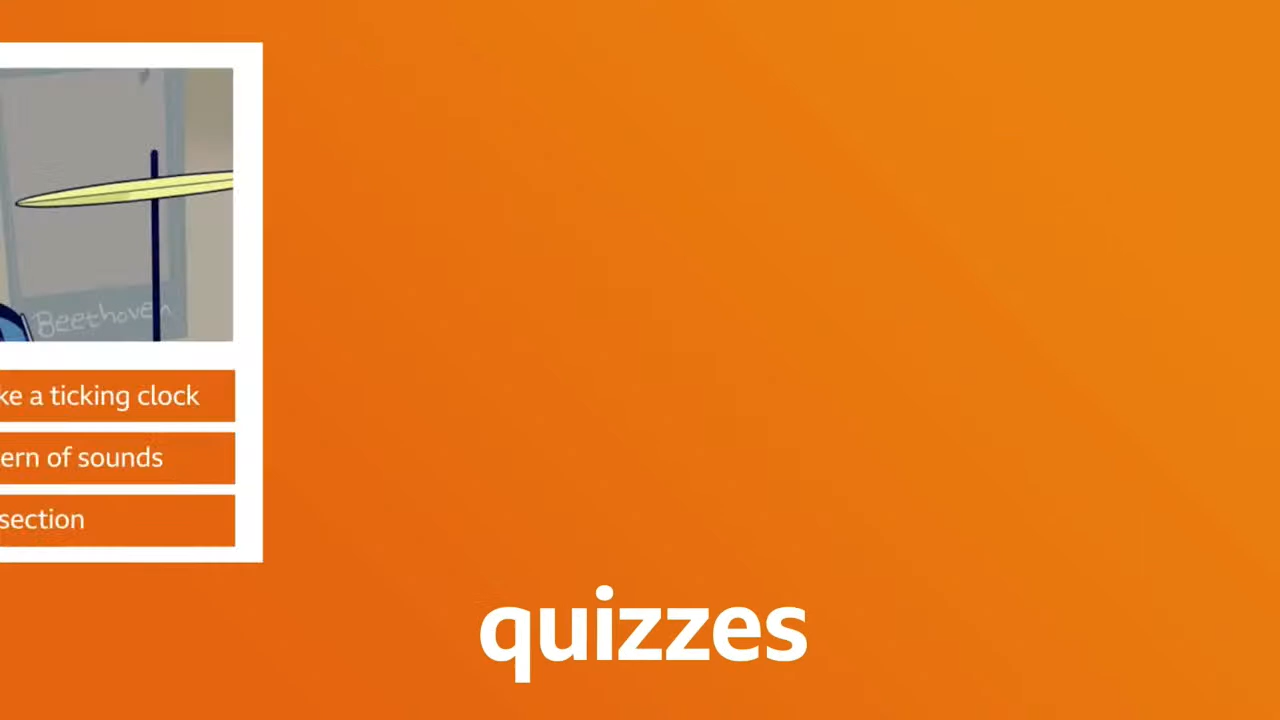 Beethoven
ke a ticking clock
ern of sounds
section
quizzes